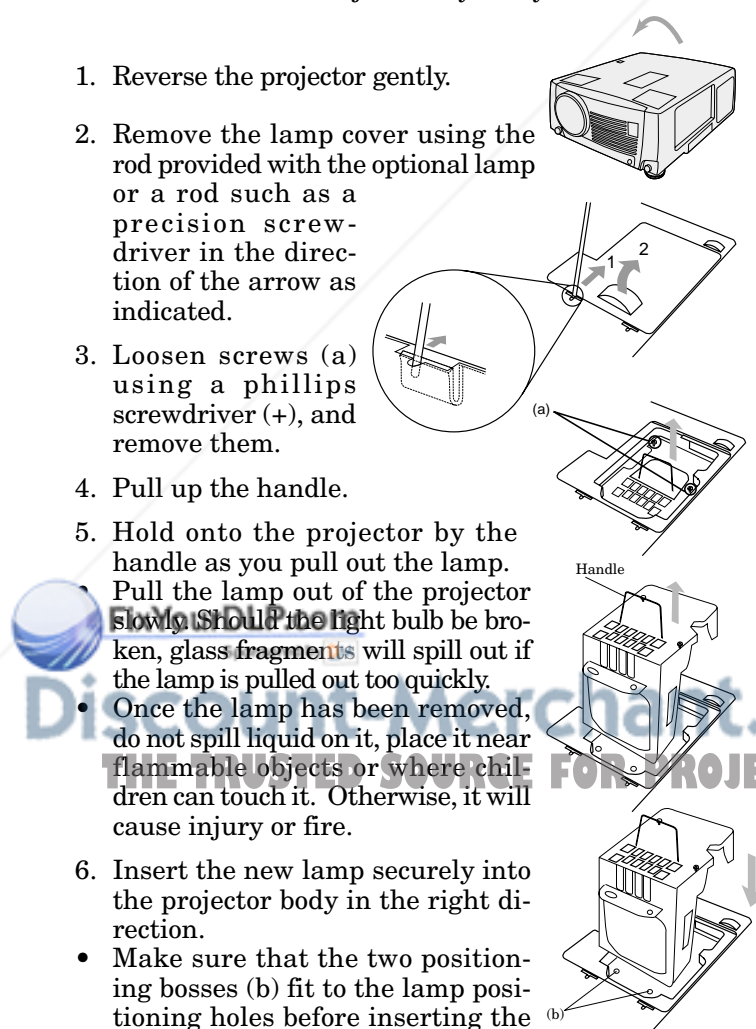 1. Reverse the projector gently.
2. Remove the lamp cover using the
rod provided with the optional lamp
or a rod such as a
precision screw-
driver in the direc-
tion of the arrow as
indicated.
1
2
3. Loosen screws (a)
using a phillips
screwdriver (+), and
remove them.
(a)
4. Pull up the handle.
5. Hold onto the projector by the
handle as you pull out the lamp.
Handle
• Pull the lamp out of the projector
slowly. Should the light bulb be bro-
ken, glass fragments will spill out if
the lamp is pulled out too quickly.
• Once the lamp has been removed,
do not spill liquid on it, place it near
flammable objects or where chil-
dren can touch it. Otherwise, it will
cause injury or fire.
FixYourDLP.com
Discount-Merchant.
THE TRUSTED SOURCE FOR PROJE
6. Insert the new lamp securely into
the projector body in the right di-
rection.
• Make sure that the two position-
ing bosses (b) fit to the lamp posi-
tioning holes before inserting the
(b)